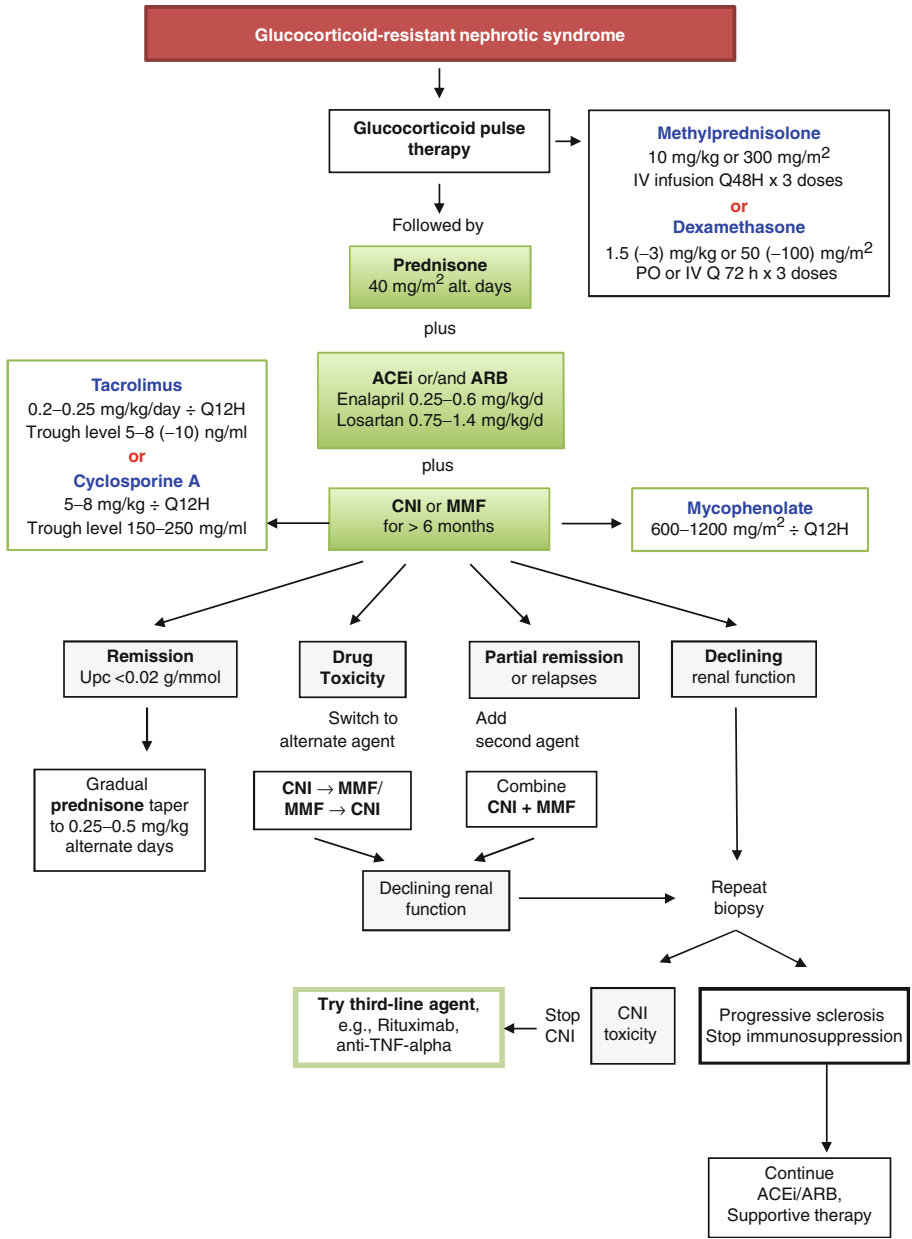 Glucocorticoid-resistant nephrotic syndrome
Glucocorticoid pulse
therapy
Methylprednisolone
10 mg/kg or 300 mg/m²
IV infusion Q48H x 3 doses
or
Dexamethasone
1.5 (–3) mg/kg or 50 (–100) mg/m²
PO or IV Q 72 h x 3 doses
Followed by
Prednisone
40 mg/m² alt. days
plus
ACEi or/and ARB
Enalapril 0.25–0.6 mg/kg/d
Losartan 0.75–1.4 mg/kg/d
plus
Tacrolimus
0.2–0.25 mg/kg/day ÷ Q12H
Trough level 5–8 (–10) ng/ml
or
Cyclosporine A
5–8 mg/kg ÷ Q12H
Trough level 150–250 mg/ml
CNI or MMF
for > 6 months
Mycophenolate
600–1200 mg/m² ÷ Q12H
Remission
Upc <0.02 g/mmol
Drug
Toxicity
Partial remission
or relapses
Declining
renal function
Switch to
alternate agent
Add
second agent
Gradual
prednisone taper
to 0.25–0.5 mg/kg
alternate days
CNI → MMF/
MMF → CNI
Combine
CNI + MMF
Declining renal
function
Repeat
biopsy
Try third-line agent,
e.g., Rituximab,
anti-TNF-alpha
Stop
CNI
CNI
toxicity
Progressive sclerosis
Stop immunosuppression
Continue
ACEi/ARB,
Supportive therapy